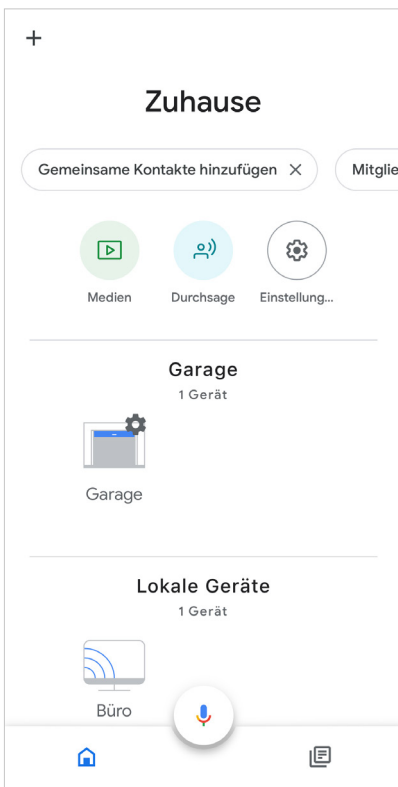 Zuhause
Gemeinsame Kontakte hinzufügen
Mitglie
Medien
Durchsage
Einstellung...
Garage
1 Gerät
Garage
Lokale Geräte
1 Gerät
Büro